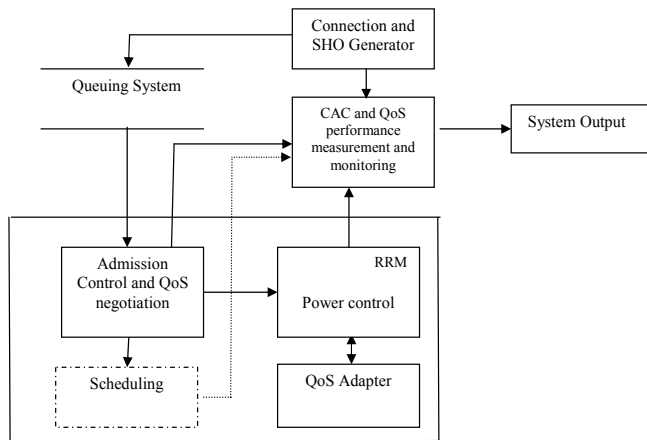 Connection and
SHO Generator
Queuing System
CAC and QoS
performance
measurement and
monitoring
System Output
Admission
Control and QoS
negotiation
RRM
Power control
Scheduling
QoS Adapter